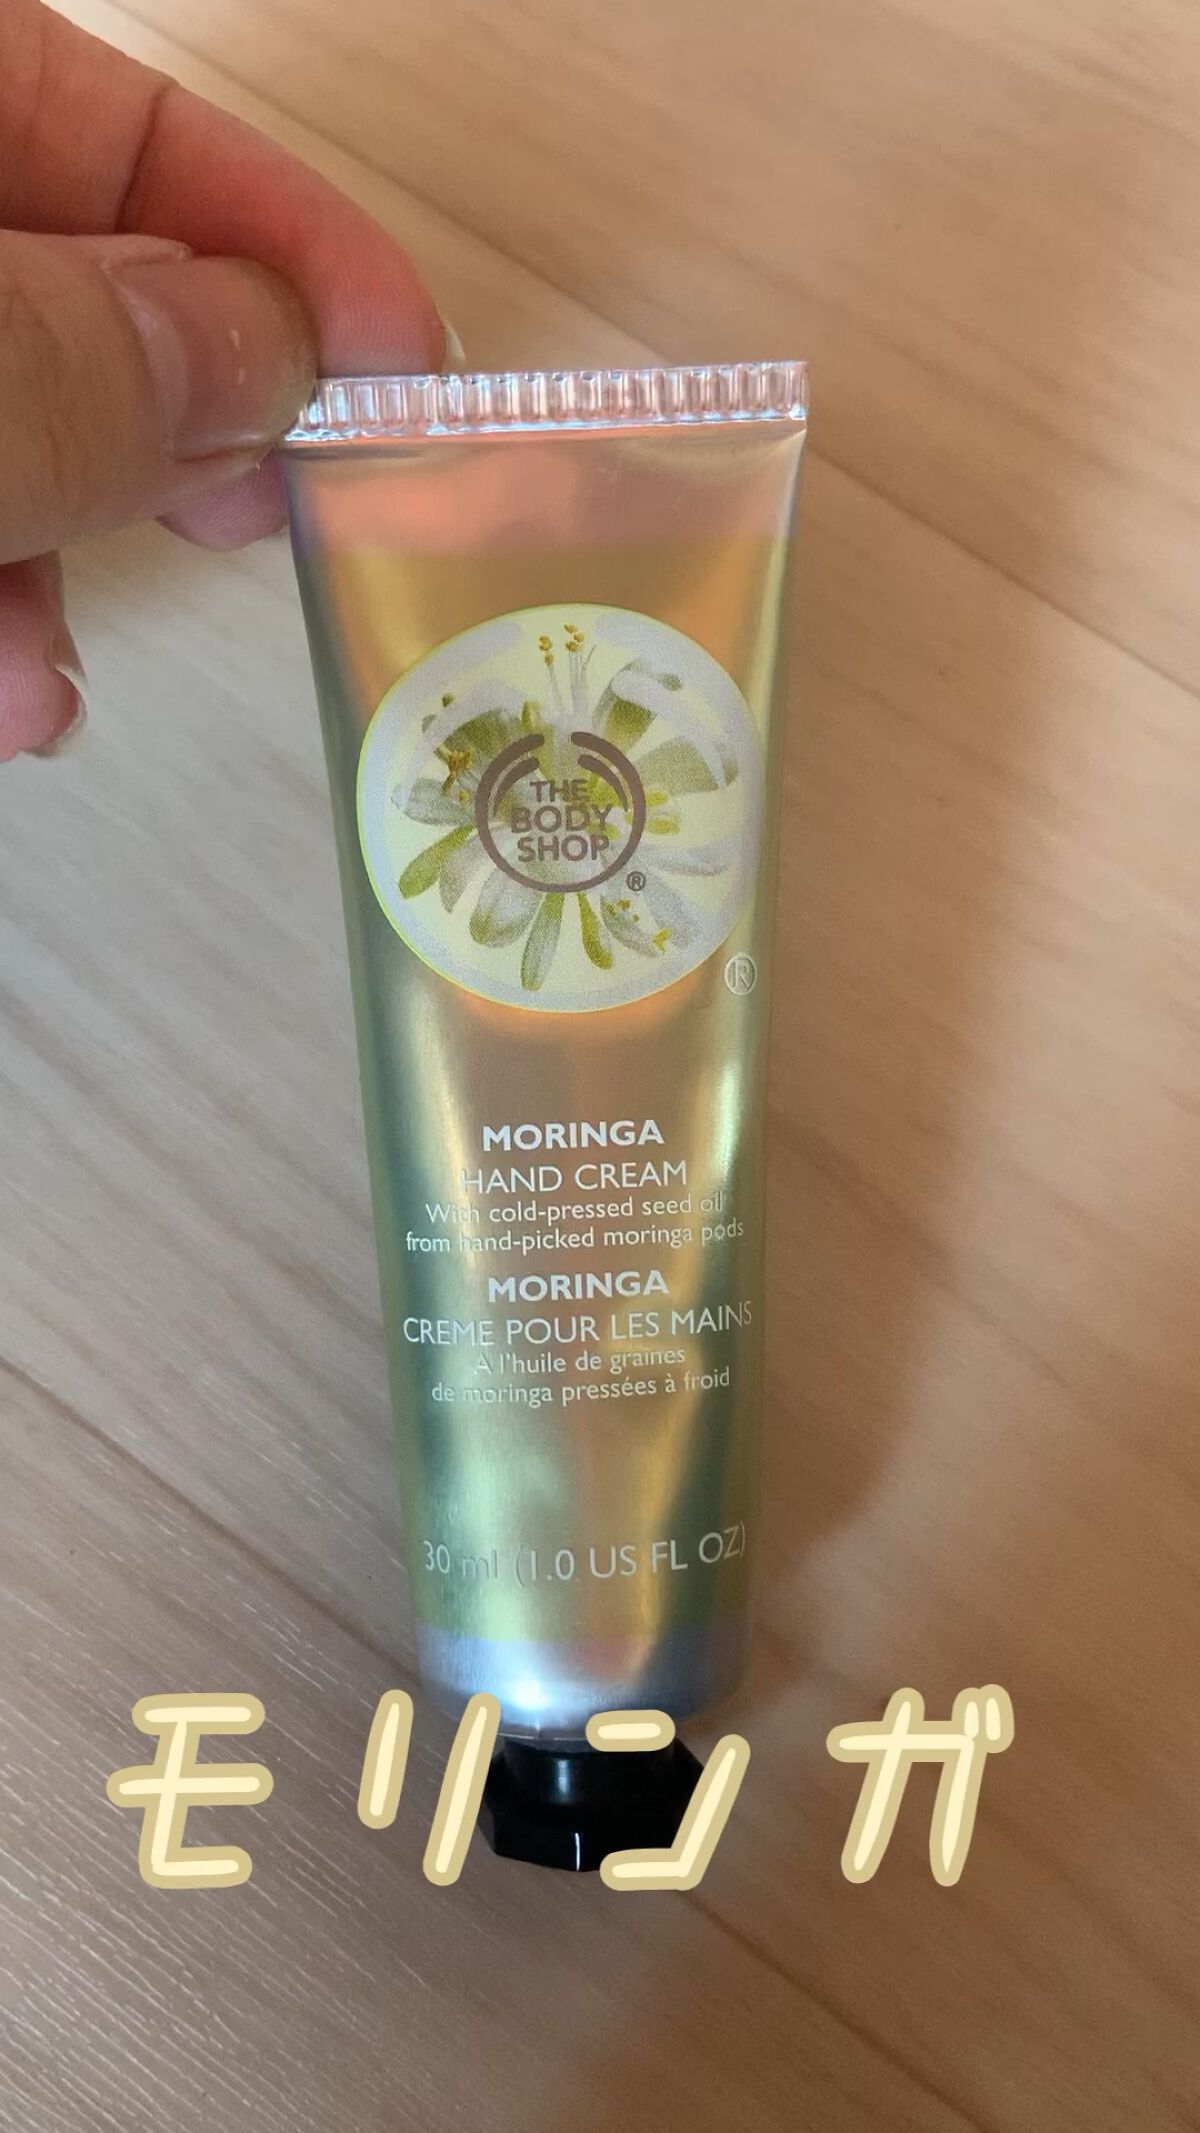 THE
BODY
SHOP
®
®
MORINGA
HAND CREAM
With cold-pressed seed oil
from hand-picked moringa pods
MORINGA
CREME POUR LES MAINS
A l'huile de graines
de moringa pressées à froid
30 ml (1.0 US FL OZ)
モリンガ